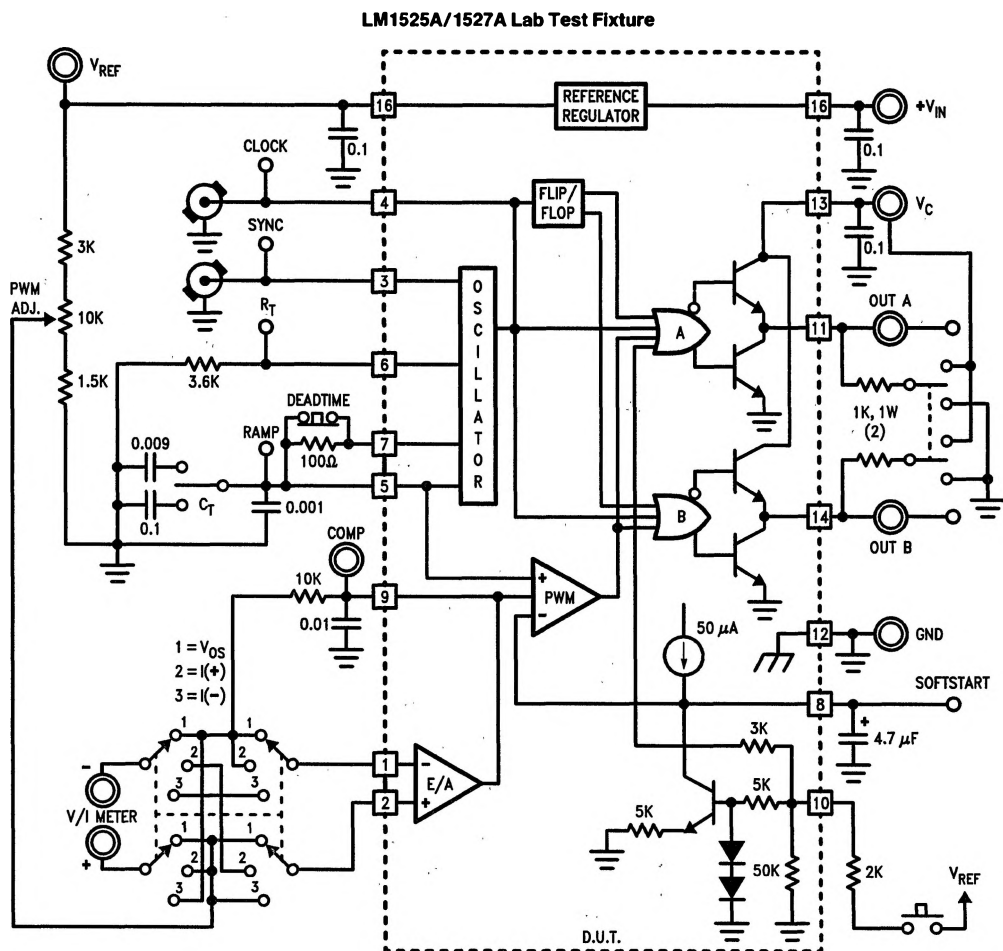 LM1525A/1527A Lab Test Fixture
VREF
16
REFERENCE
REGULATOR
16
+VIN
0.1
0.1
CLOCK
4
FLIP/
FLOP
13
VC
0.1
SYNC
3K
3
PWM
ADJ.
10K
RT
OSCILLATOR
A
11
OUT A
3.6K
6
1.5K
DEADTIME
1K, 1W
(2)
RAMP
7
100Ω
0.009
5
CT
0.1
0.001
B
14
OUT B
COMP
10K
9
+
PWM
-
0.01
50 μA
12
GND
1 = VOS
2 = I(+)
3 = I(-)
SOFTSTART
8
+
4.7 μF
1
1
2
2
3
3
-
1
-
E/A
2
+
3K
V/I METER
+
1
1
2
2
3
3
5K
5K
10
50K
2K
VREF
D.U.T.